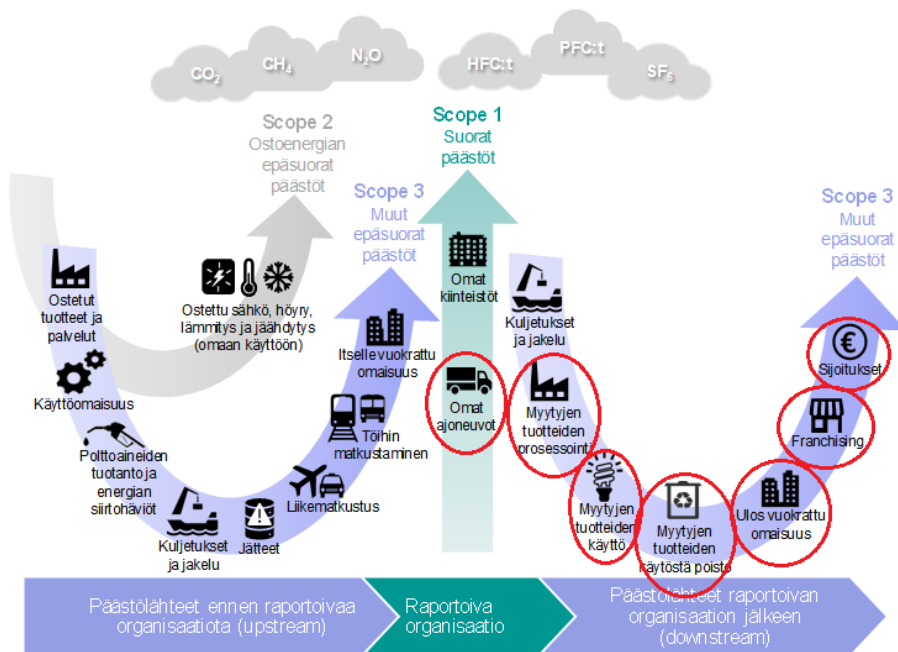 CO₂
CH₄
N₂O
HFC:t
PFC:t
SF₆
Scope 2
Ostoenergian
epäsuorat
päästöt
Scope 1
Suorat
päästöt
Scope 3
Muut
epäsuorat
päästöt
Scope 3
Muut
epäsuorat
päästöt
Ostetut
tuotteet ja
palvelut
Käyttöomaisuus
Polttoaineiden
tuotanto ja
energian
siirtohäviöt
Kuljetukset
ja jakelu
Jätteet
Liikematkustus
Töihin
matkustaminen
Itselle vuokrattu
omaisuus
Ostettu sähkö, höyry,
lämmitys ja jäähdytys
(omaan käyttöön)
Omat
kiinteistöt
Omat
ajoneuvot
Kuljetukset
ja jakelu
Myytyjen
tuotteiden
prosessointi
Myytyjen
tuotteiden
käyttö
Myytyjen
tuotteiden
käytöstä poisto
Ulos vuokrattu
omaisuus
Franchising
Sijoitukset
Päästölähteet ennen raportoivaa
organisaatiota (upstream)
Raportoiva
organisaatio
Päästölähteet raportoivan
organisaation jälkeen
(downstream)